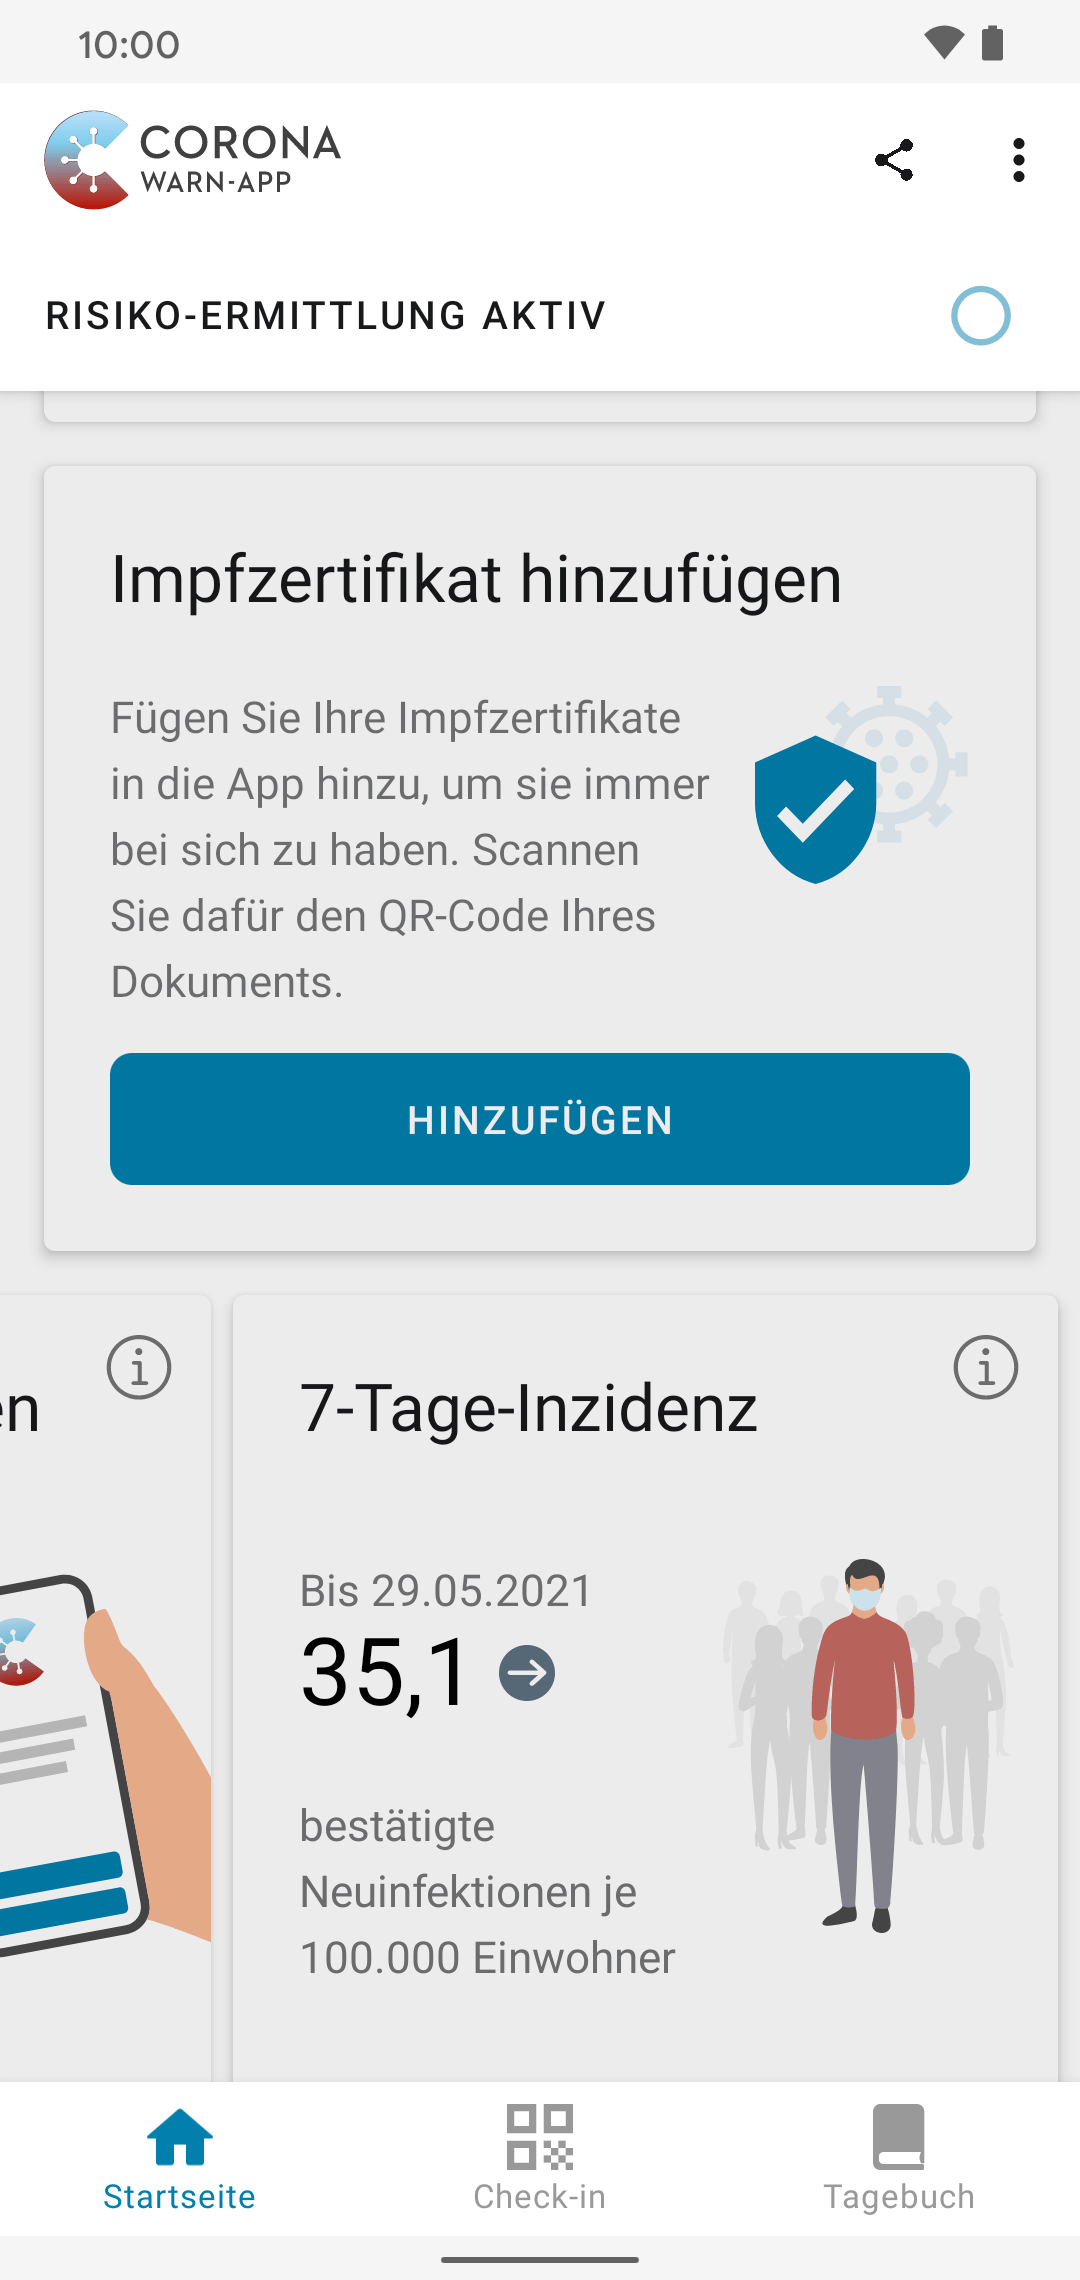 10:00
CORONA
WARN-APP
RISIKO-ERMITTLUNG AKTIV
Impfzertifikat hinzufügen
Fügen Sie Ihre Impfzertifikate
in die App hinzu, um sie immer
bei sich zu haben. Scannen
Sie dafür den QR-Code Ihres
Dokuments.
HINZUFÜGEN
en
7-Tage-Inzidenz
Bis 29.05.2021
35,1
bestätigte
Neuinfektionen je
100.000 Einwohner
Startseite
Check-in
Tagebuch